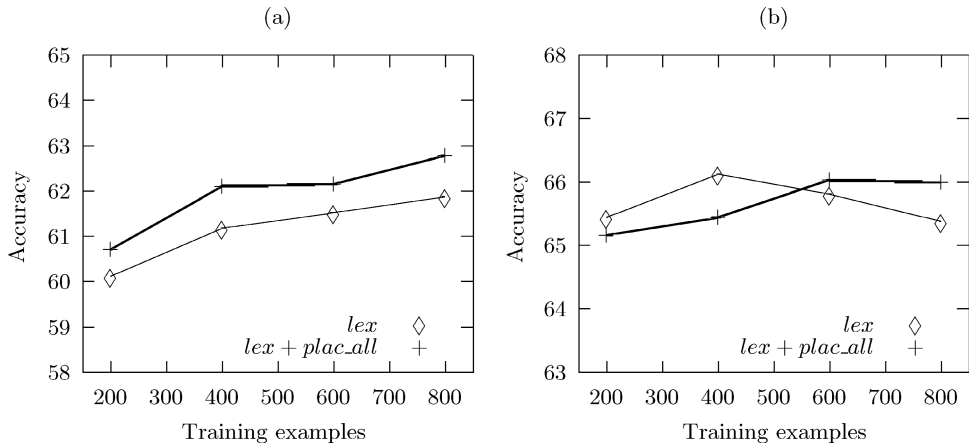 (a)
65
64
63
62
61
60
59
58
Accuracy
lex
lex + plac_all
200 300 400 500 600 700 800
Training examples
(b)
68
67
66
65
64
63
Accuracy
lex
lex + plac_all
200 300 400 500 600 700 800
Training examples